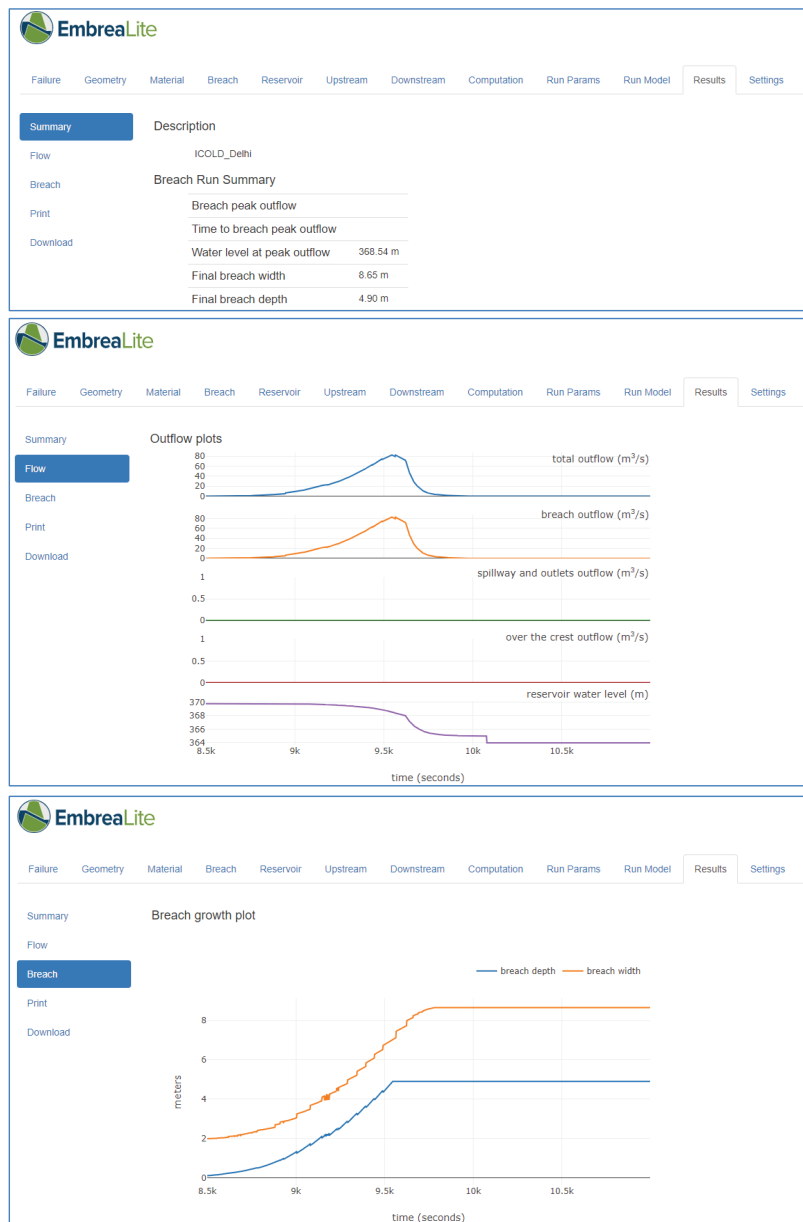 EmbreaLite
Failure Geometry Material Breach Reservoir Upstream Downstream Computation Run Params Run Model Results Settings
Summary
Flow
Breach
Print
Download
Description
ICOLD_Delhi
Breach Run Summary
Breach peak outflow
Time to breach peak outflow
Water level at peak outflow 368.54 m
Final breach width 8.65 m
Final breach depth 4.90 m
EmbreaLite
Failure Geometry Material Breach Reservoir Upstream Downstream Computation Run Params Run Model Results Settings
Summary
Flow
Breach
Print
Download
Outflow plots
total outflow (m³/s)
80
60
40
20
0
breach outflow (m³/s)
80
60
40
20
0
spillway and outlets outflow (m³/s)
1
0.5
0
over the crest outflow (m³/s)
1
0.5
0
reservoir water level (m)
370
368
366
364
8.5k 9k 9.5k 10k 10.5k
time (seconds)
EmbreaLite
Failure Geometry Material Breach Reservoir Upstream Downstream Computation Run Params Run Model Results Settings
Summary
Flow
Breach
Print
Download
Breach growth plot
breach depth breach width
meters
8
6
4
2
0
8.5k 9k 9.5k 10k 10.5k
time (seconds)